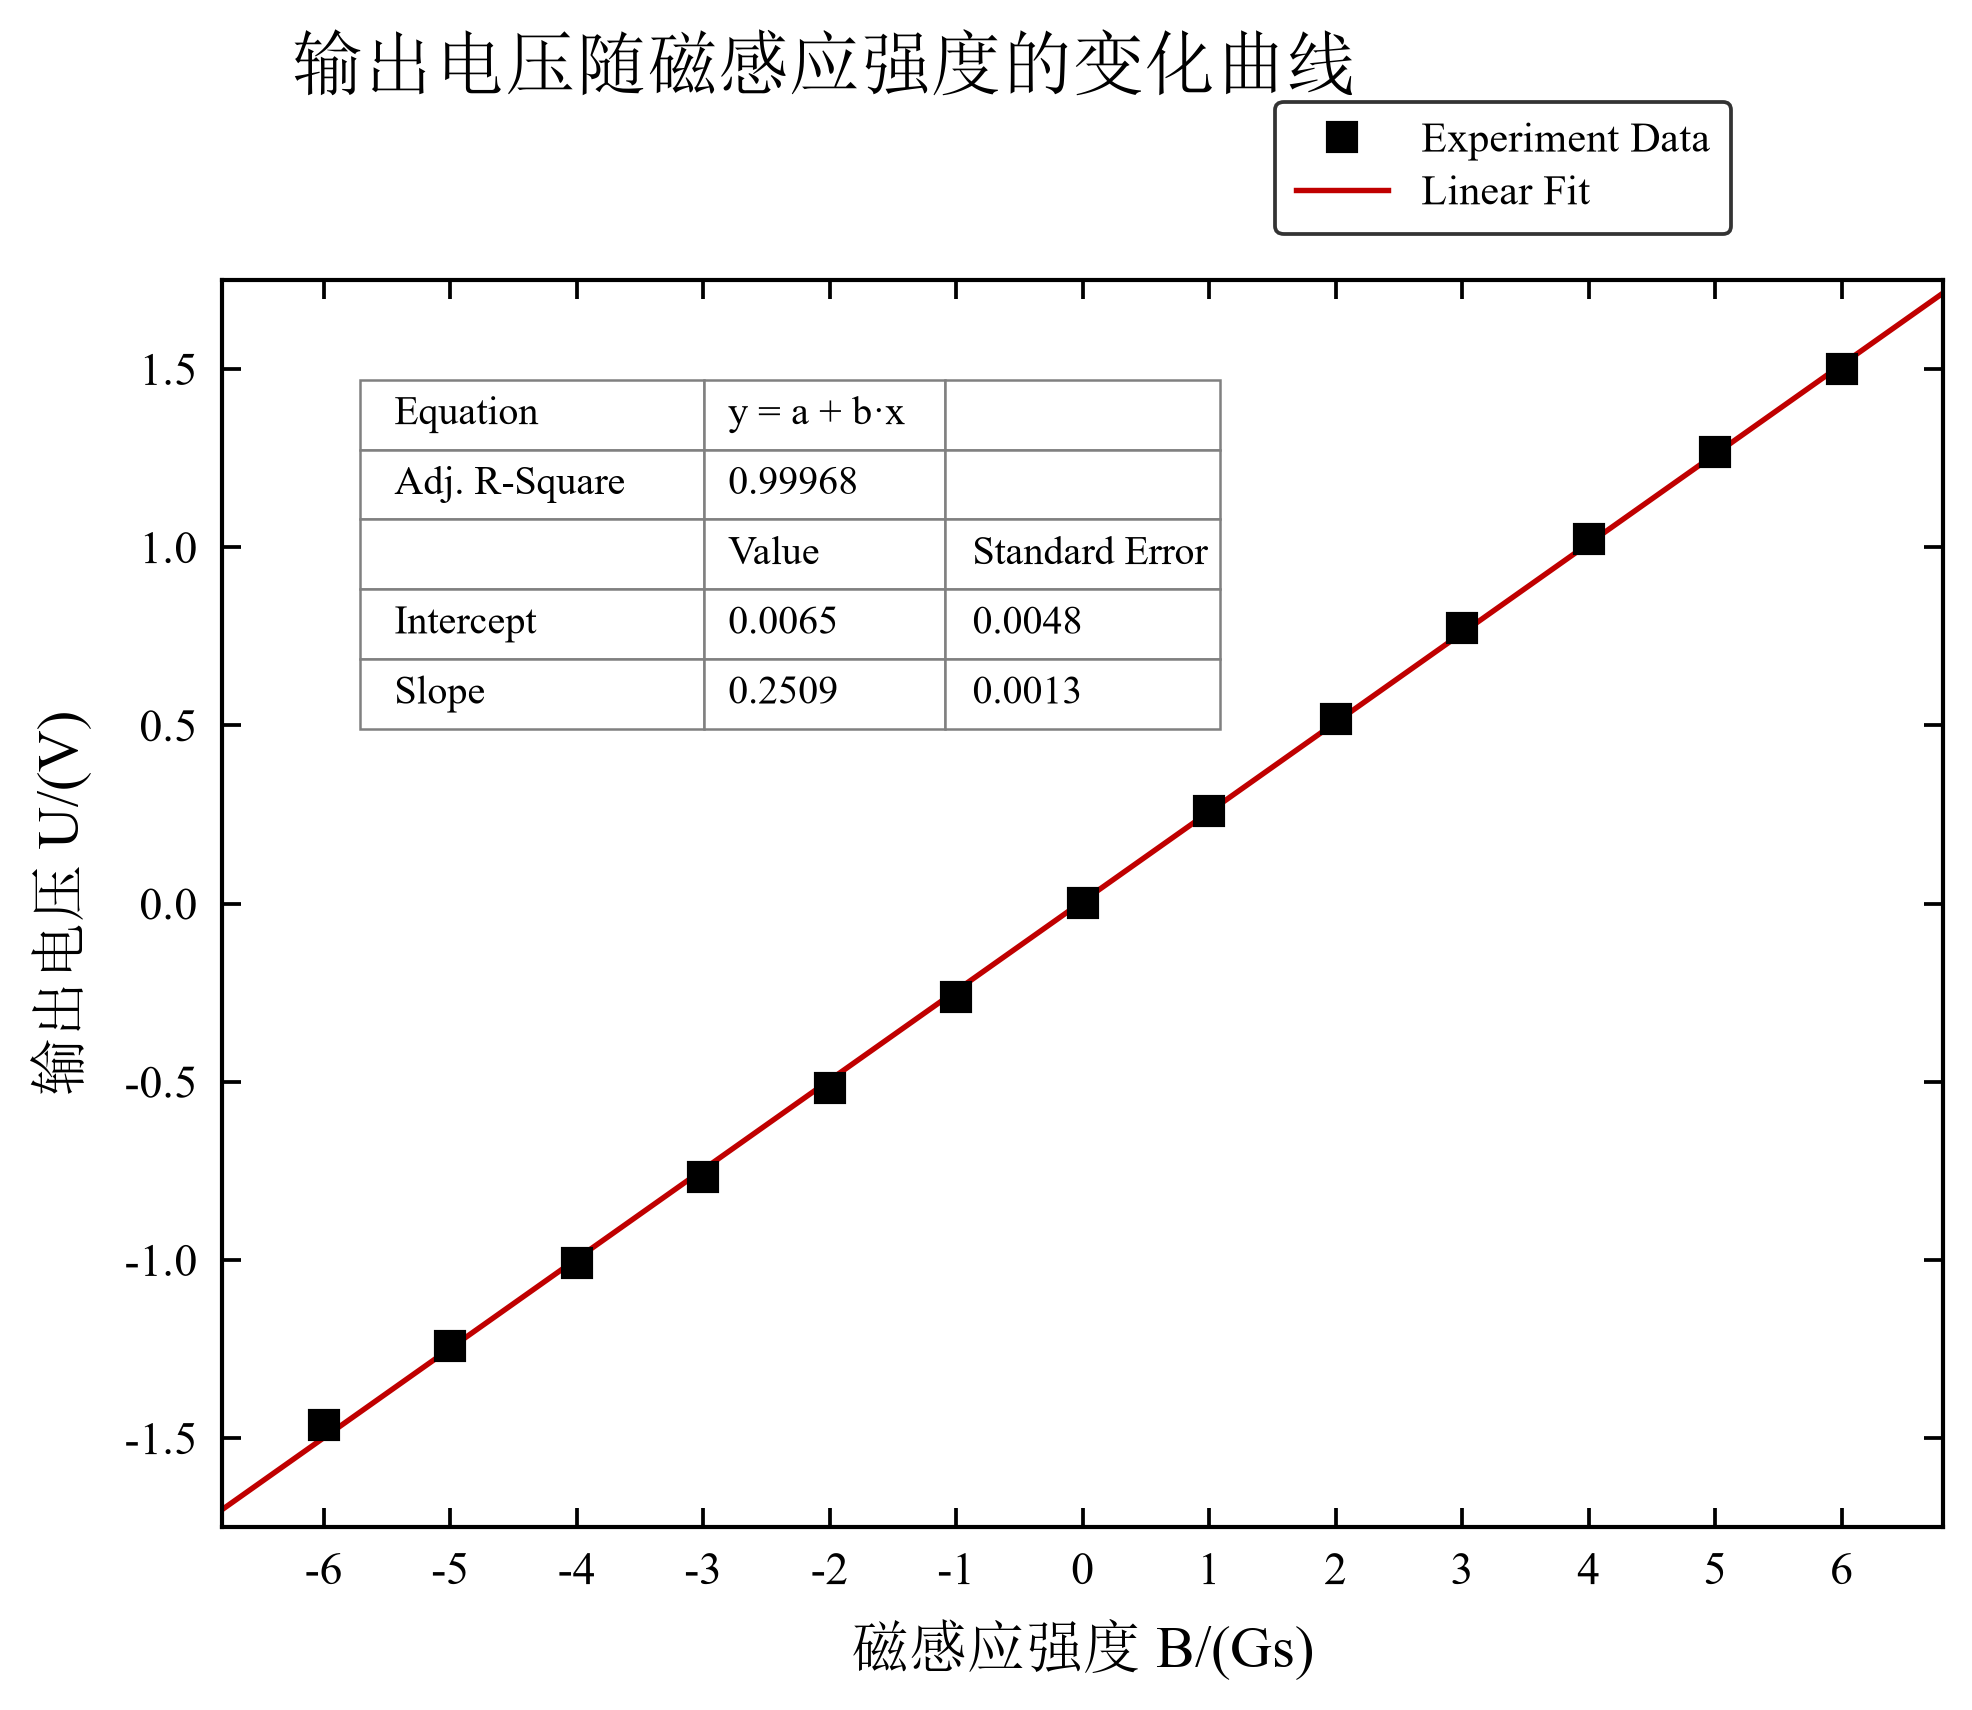 输出电压随磁感应强度的变化曲线
Experiment Data
Linear Fit
Equation y = a + b·x
Adj. R-Square 0.99968
Value Standard Error
Intercept 0.0065 0.0048
Slope 0.2509 0.0013
输出电压 U/(V)
1.5
1.0
0.5
0.0
-0.5
-1.0
-1.5
-6 -5 -4 -3 -2 -1 0 1 2 3 4 5 6
磁感应强度 B/(Gs)